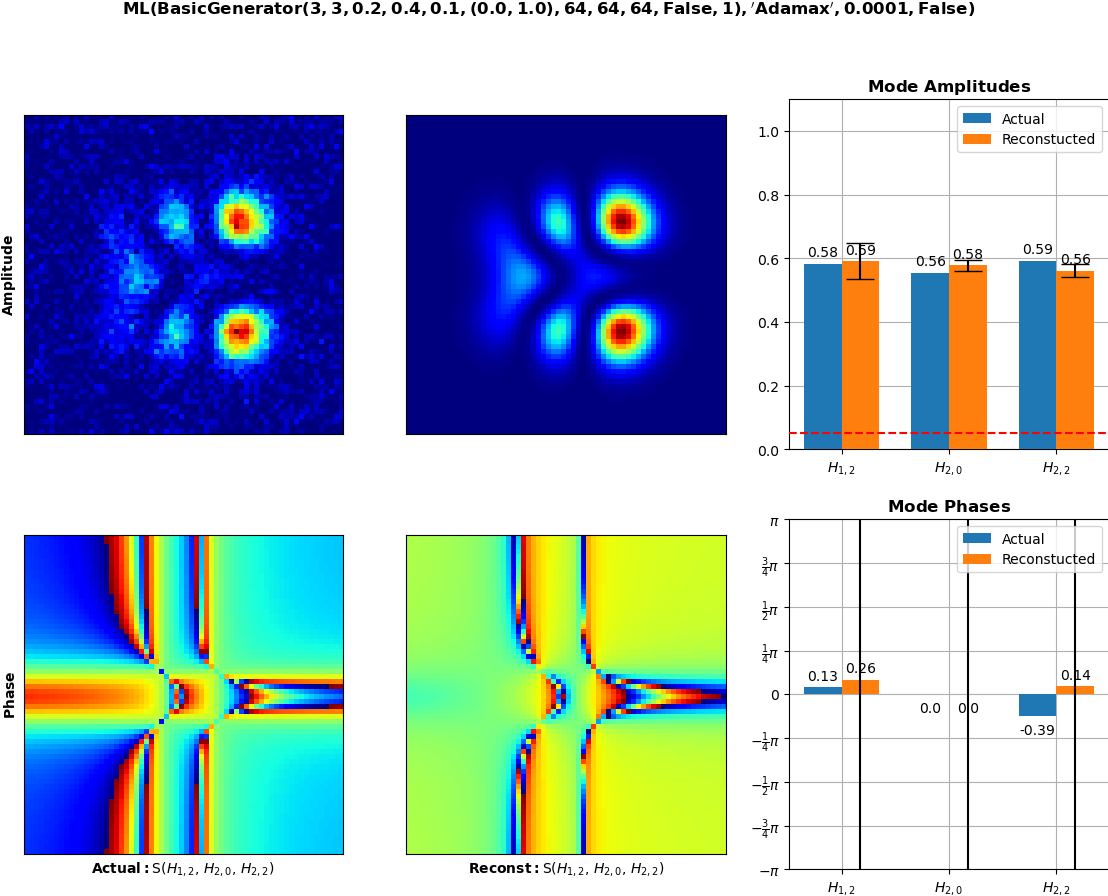 ML(BasicGenerator(3, 3, 0.2, 0.4, 0.1, (0.0, 1.0), 64, 64, 64, False, 1), ′Adamax′, 0.0001, False)
Amplitude
Mode Amplitudes
Actual
Reconstucted
1.0
0.8
0.6
0.4
0.2
0.0
0.58
0.59
0.56
0.58
0.59
0.56
H1,2
H2,0
H2,2
Phase
Actual: S(H1,2, H2,0, H2,2)
Reconst: S(H1,2, H2,0, H2,2)
Mode Phases
Actual
Reconstucted
π
3/4π
1/2π
1/4π
0
−1/4π
−1/2π
−3/4π
−π
0.13
0.26
0.0
0.0
-0.39
0.14
H1,2
H2,0
H2,2